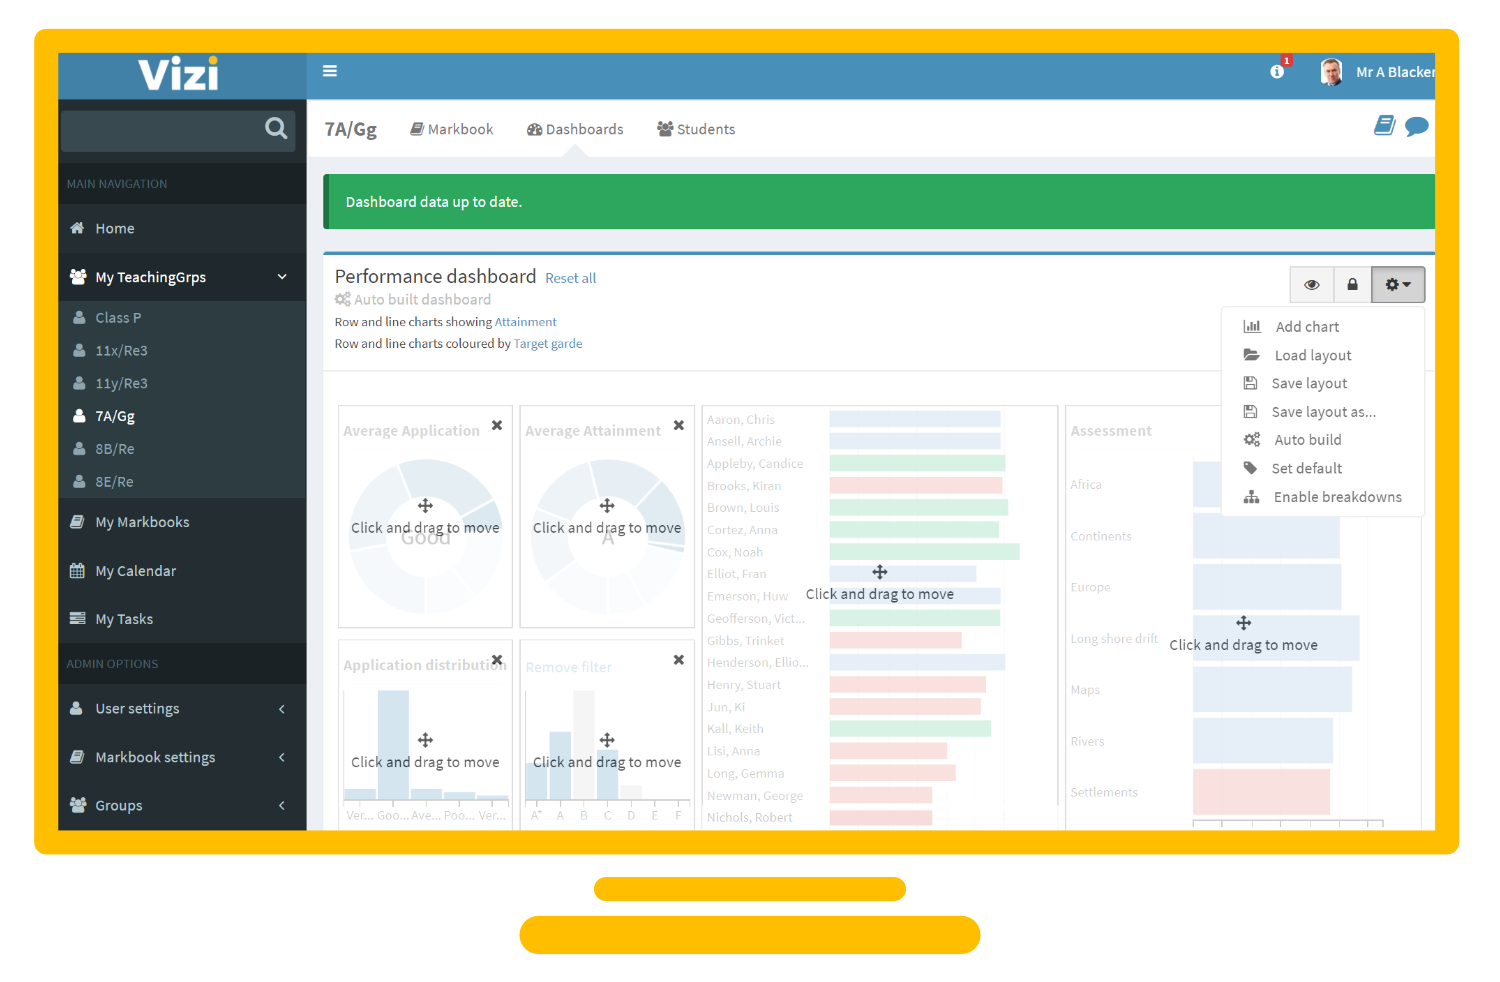 Vizi
1
Mr A Blacker
7A/Gg
Markbook
Dashboards
Students
MAIN NAVIGATION
Home
My TeachingGrps
Class P
11x/Re3
11y/Re3
7A/Gg
8B/Re
8E/Re
My Markbooks
My Calendar
My Tasks
ADMIN OPTIONS
User settings
Markbook settings
Groups
Dashboard data up to date.
Performance dashboard Reset all
Auto built dashboard
Row and line charts showing Attainment
Row and line charts coloured by Target garde
Add chart
Load layout
Save layout
Save layout as...
Auto build
Set default
Enable breakdowns
Average Application
Click and drag to move
Good
Average Attainment
Click and drag to move
A
Application distribution
Click and drag to move
Ver... Goo... Ave... Poo... Ver...
Remove filter
Click and drag to move
A* A B C D E F
Aaron, Chris
Ansell, Archie
Appleby, Candice
Brooks, Kiran
Brown, Louis
Cortez, Anna
Cox, Noah
Elliot, Fran
Emerson, Huw
Click and drag to move
Geofferson, Vict...
Gibbs, Trinket
Henderson, Ellio...
Henry, Stuart
Jun, Ki
Kall, Keith
Lisi, Anna
Long, Gemma
Newman, George
Nichols, Robert
Assessment
Africa
Continents
Europe
Long shore drift
Click and drag to move
Maps
Rivers
Settlements